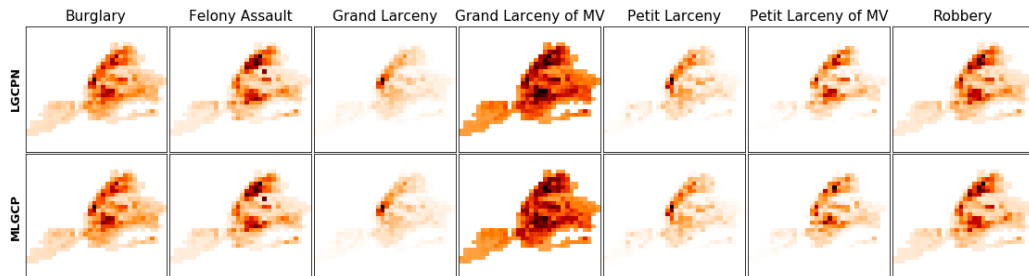 Burglary Felony Assault Grand Larceny Grand Larceny of MV Petit Larceny Petit Larceny of MV Robbery
LGCPN
MLGCP